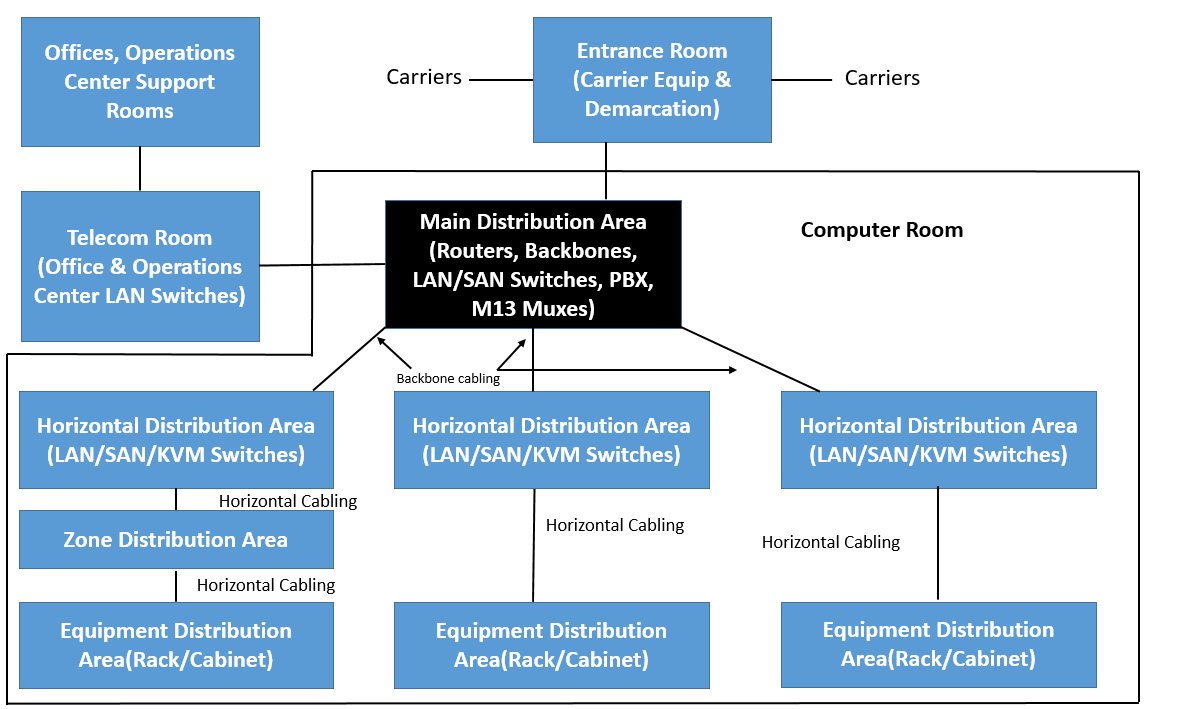 Offices, Operations
Center Support
Rooms
Carriers
Entrance Room
(Carrier Equip &
Demarcation)
Carriers
Telecom Room
(Office & Operations
Center LAN Switches)
Main Distribution Area
(Routers, Backbones,
LAN/SAN Switches, PBX,
M13 Muxes)
Computer Room
Backbone cabling
Horizontal Distribution Area
(LAN/SAN/KVM Switches)
Horizontal Distribution Area
(LAN/SAN/KVM Switches)
Horizontal Distribution Area
(LAN/SAN/KVM Switches)
Horizontal Cabling
Horizontal Cabling
Horizontal Cabling
Zone Distribution Area
Horizontal Cabling
Equipment Distribution
Area(Rack/Cabinet)
Equipment Distribution
Area(Rack/Cabinet)
Equipment Distribution
Area(Rack/Cabinet)